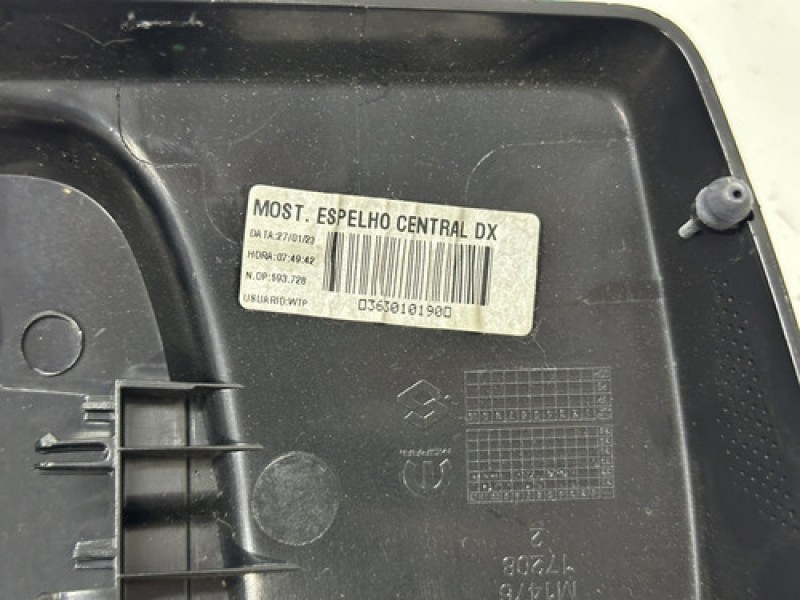 MOST. ESPELHO CENTRAL DX
DATA:27/01/23
HORA:07:49:42
N.OP:593.728
USUARIO:WTP
03630101900
2
17208
M1476